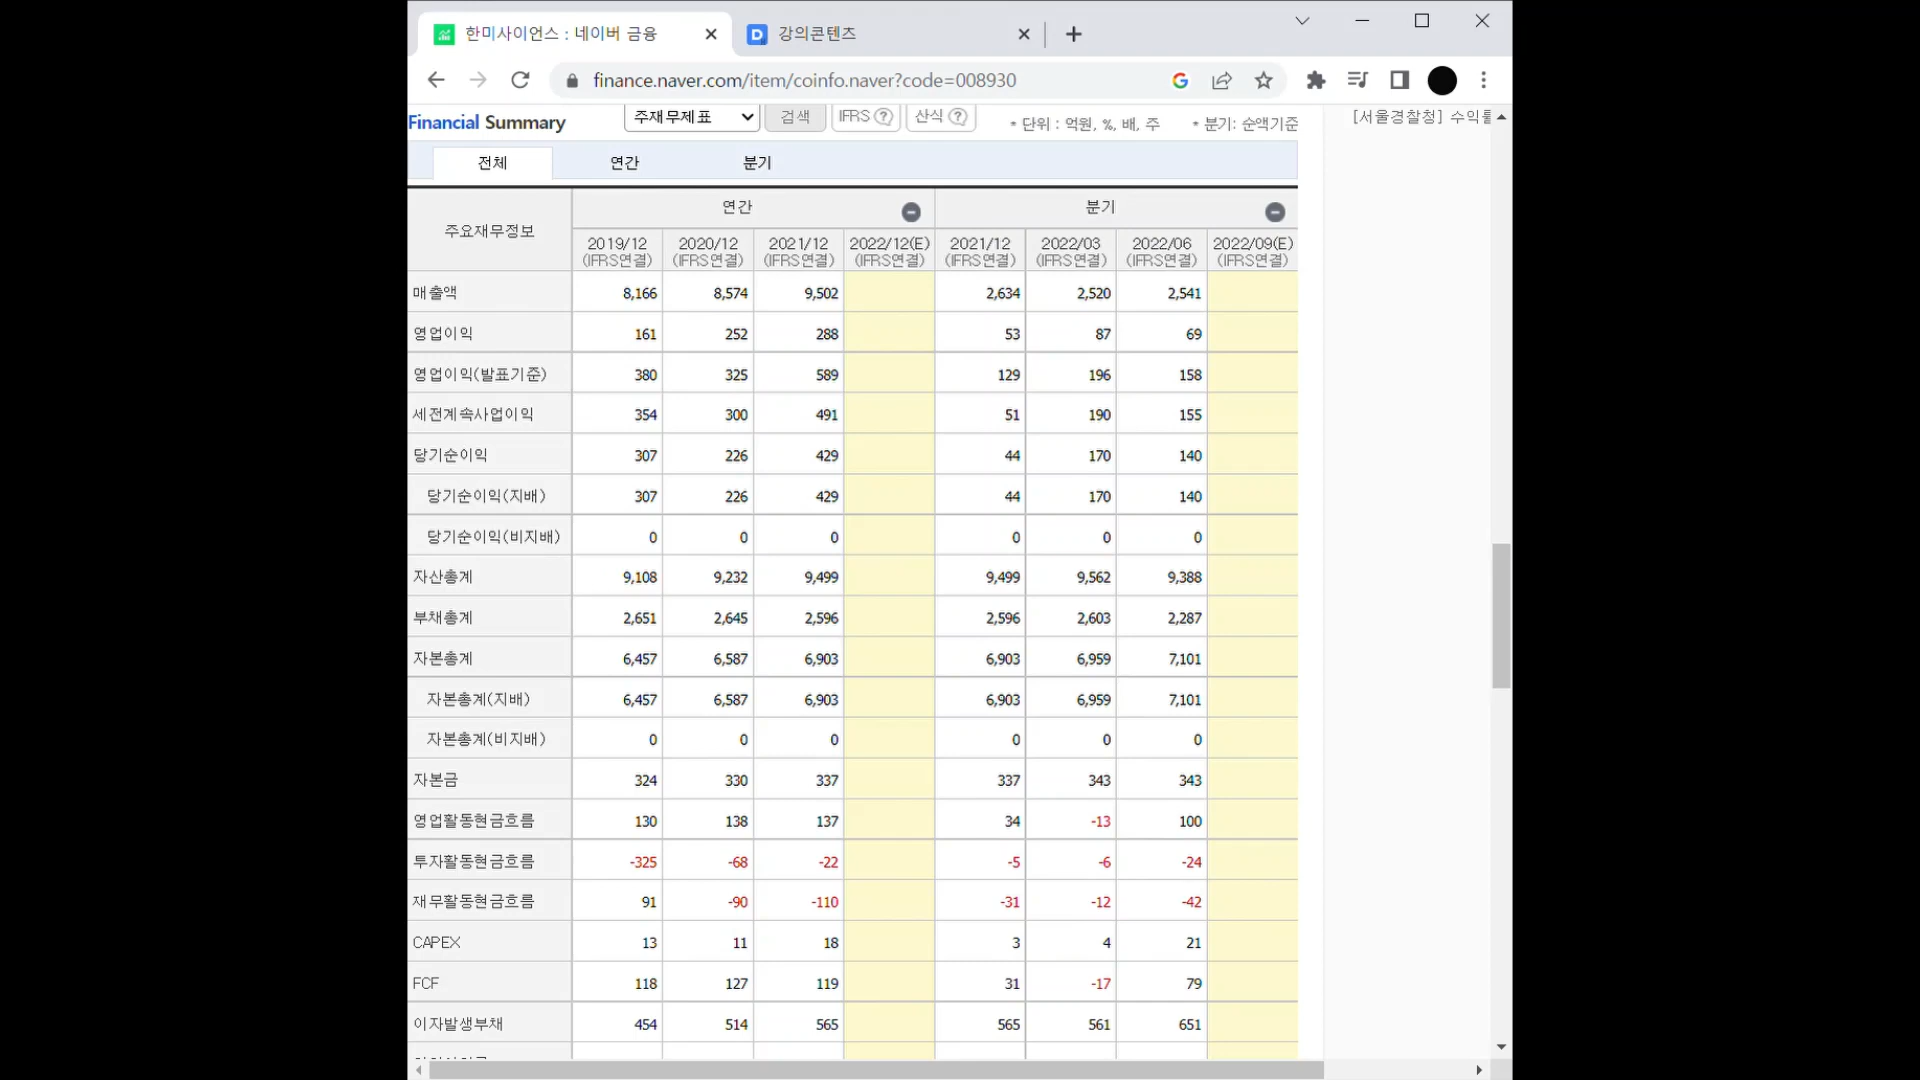 한미사이언스 : 네이버 금융
강의콘텐츠
finance.naver.com/item/coinfo.naver?code=008930
Financial Summary 주재무제표 검색 IFRS ? 산식 ? * 단위 : 억원, %, 배, 주 * 분기: 순액기준
[서울경찰청] 수익률
전체 연간 분기
주요재무정보 연간 분기
2019/12 2020/12 2021/12 2022/12(E) 2021/12 2022/03 2022/06 2022/09(E)
(IFRS연결) (IFRS연결) (IFRS연결) (IFRS연결) (IFRS연결) (IFRS연결) (IFRS연결) (IFRS연결)
매출액 8,166 8,574 9,502 2,634 2,520 2,541
영업이익 161 252 288 53 87 69
영업이익(발표기준) 380 325 589 129 196 158
세전계속사업이익 354 300 491 51 190 155
당기순이익 307 226 429 44 170 140
당기순이익(지배) 307 226 429 44 170 140
당기순이익(비지배) 0 0 0 0 0 0
자산총계 9,108 9,232 9,499 9,499 9,562 9,388
부채총계 2,651 2,645 2,596 2,596 2,603 2,287
자본총계 6,457 6,587 6,903 6,903 6,959 7,101
자본총계(지배) 6,457 6,587 6,903 6,903 6,959 7,101
자본총계(비지배) 0 0 0 0 0 0
자본금 324 330 337 337 343 343
영업활동현금흐름 130 138 137 34 -13 100
투자활동현금흐름 -325 -68 -22 -5 -6 -24
재무활동현금흐름 91 -90 -110 -31 -12 -42
CAPEX 13 11 18 3 4 21
FCF 118 127 119 31 -17 79
이자발생부채 454 514 565 565 561 651